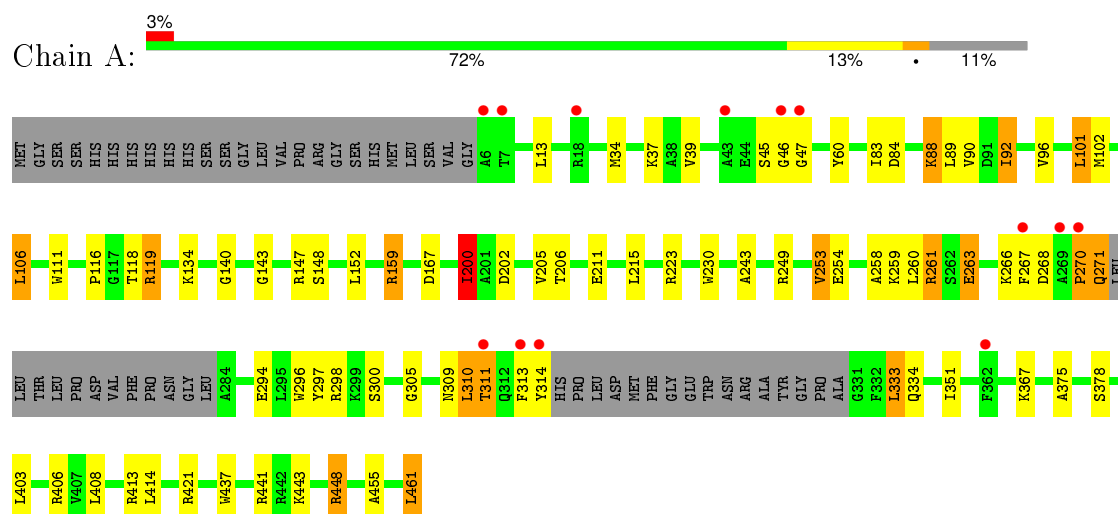 3%
Chain A:
72% 13% • 11%
MET GLY SER SER HIS HIS HIS HIS HIS HIS SER SER GLY LEU VAL PRO ARG GLY SER HIS MET LEU SER VAL GLY A6 T7 L13 R18 M34 K37 A38 V39 A43 E44 S45 G46 G47 Y60 I83 D84 K88 L89 V90 D91 I92 V96 L101 M102
L106 W111 P116 G117 T118 R119 K134 G140 G143 R147 S148 L152 R159 D167 I200 A201 D202 V205 T206 E211 L215 R223 W230 A243 R249 V253 E254 A258 K259 L260 R261 S262 E263 K266 F267 D268 A269 P270 Q271 LEU
LEU THR LEU PRO ASP VAL PHE PRO ASN GLY LEU A284 E294 L295 W296 Y297 R298 K299 S300 G305 N309 L310 T311 Q312 F313 Y314 HIS PRO LEU ASP MET PHE GLY GLU TRP ASN ARG ALA TYR GLY PRO ALA G331 F332 L333 Q334 I351 F362 K367 A375 S378
L403 R406 V407 L408 R413 L414 R421 W437 R441 R442 K443 R448 A455 L461